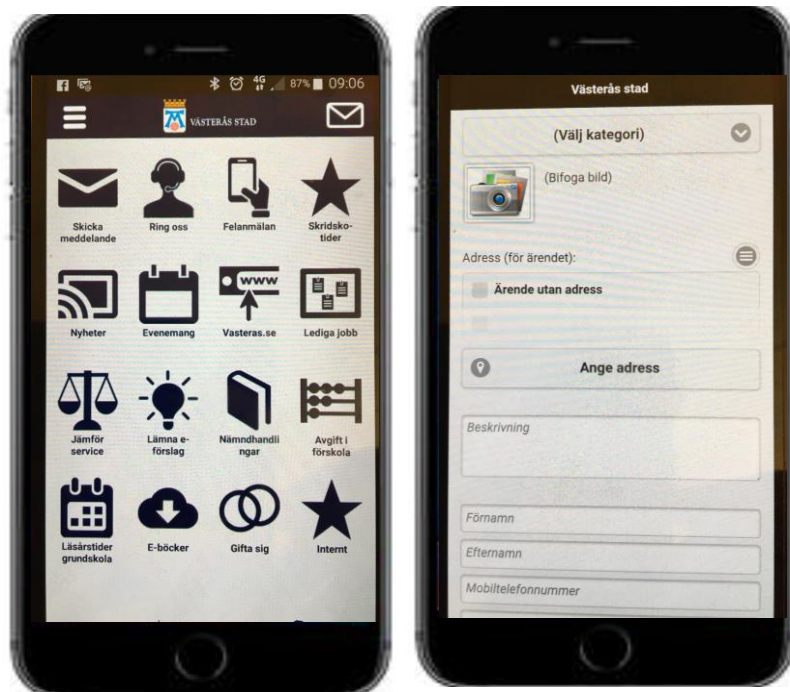 4G 87% 09:06
VÄSTERÅS STAD
Skicka
meddelande
Ring oss
Felanmälan
Skridsko-
tider
Nyheter
Evenemang
www
Vasteras.se
Lediga jobb
Jämför
service
Lämna e-
förslag
Nämndhandli
ngar
Avgift i
förskola
Läsårstider
grundskola
E-böcker
Gifta sig
Internt
Västerås stad
(Välj kategori)
(Bifoga bild)
Adress (för ärendet):
Ärende utan adress
Ange adress
Beskrivning
Förnamn
Efternamn
Mobiltelefonnummer